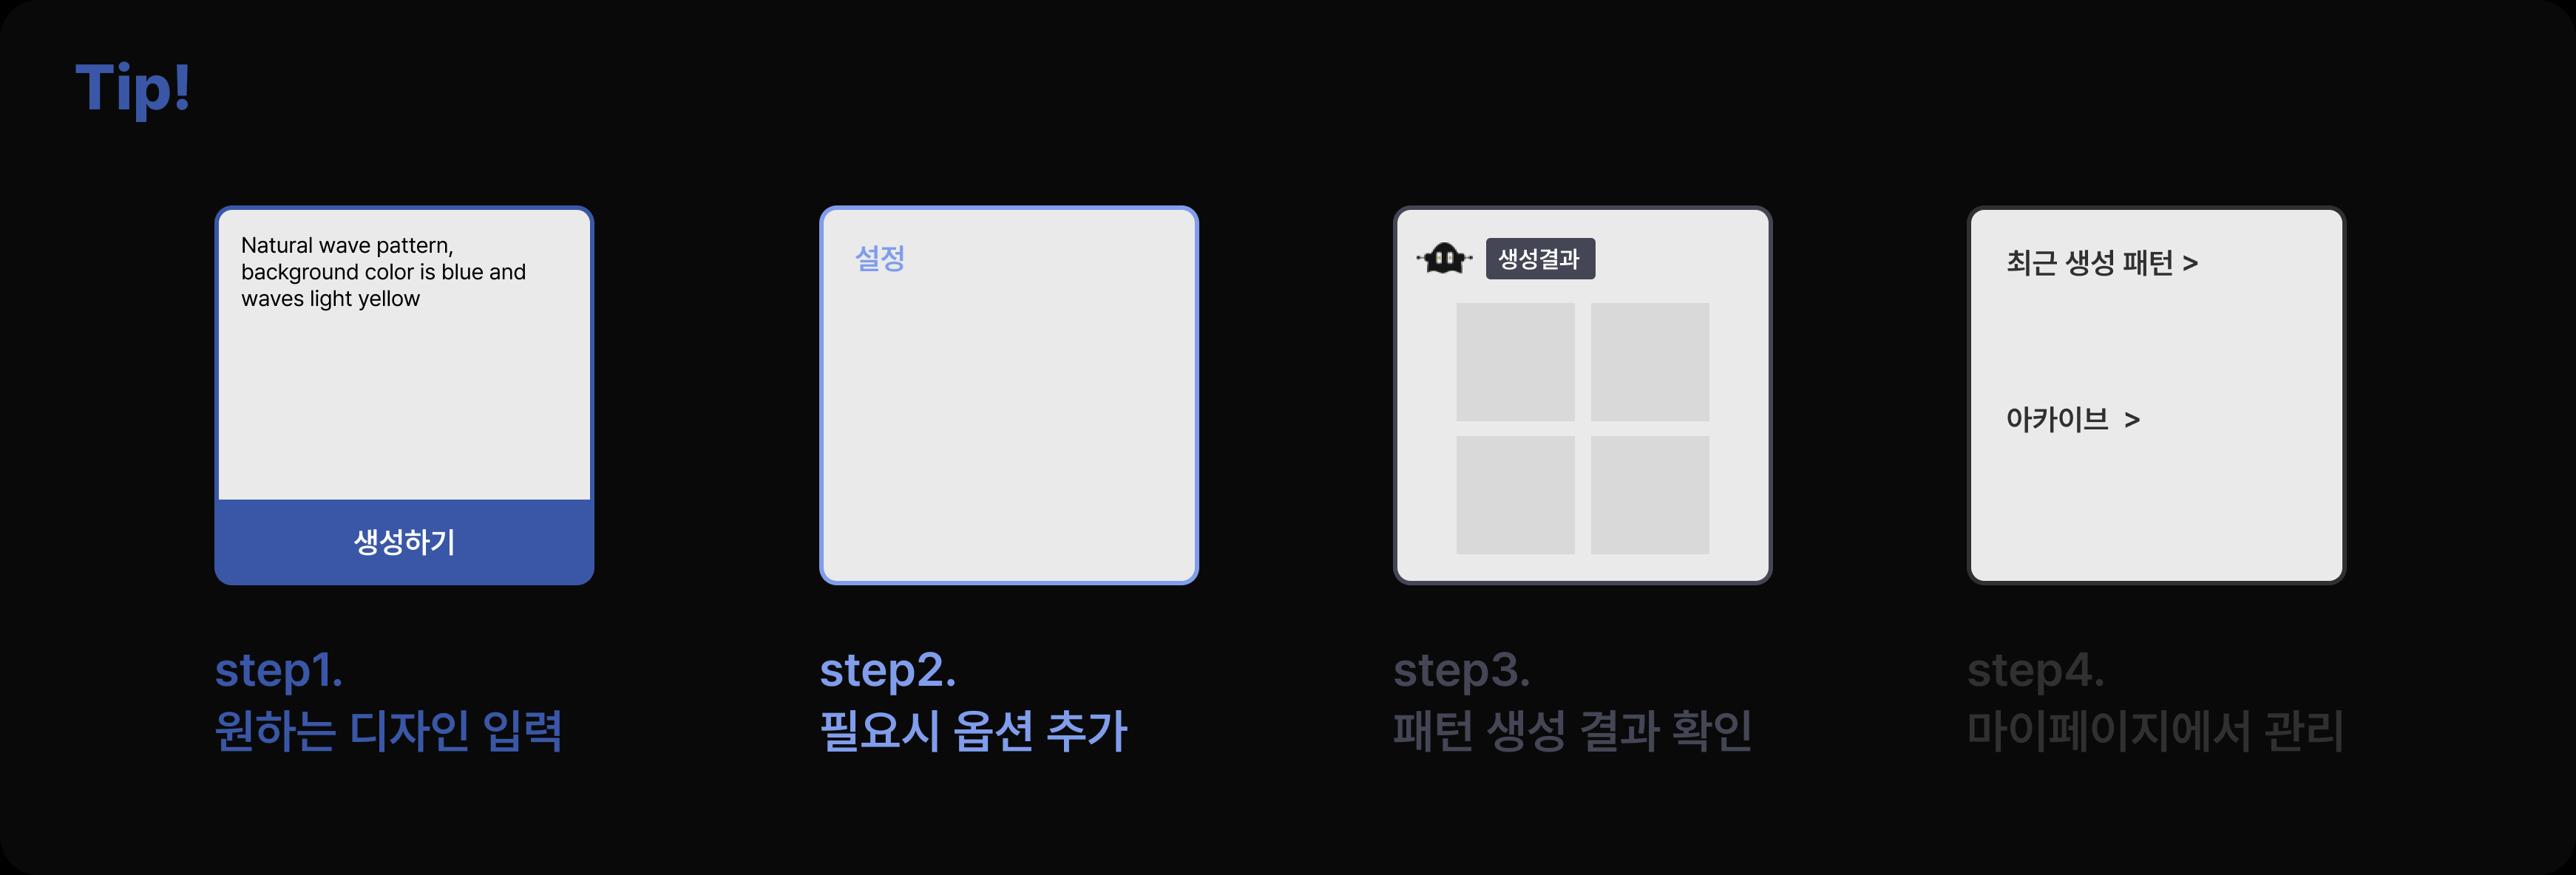 Tip!
Natural wave pattern,
background color is blue and
waves light yellow
생성하기
step1.
원하는 디자인 입력
설정
step2.
필요시 옵션 추가
생성결과
step3.
패턴 생성 결과 확인
최근 생성 패턴 >
아카이브 >
step4.
마이페이지에서 관리